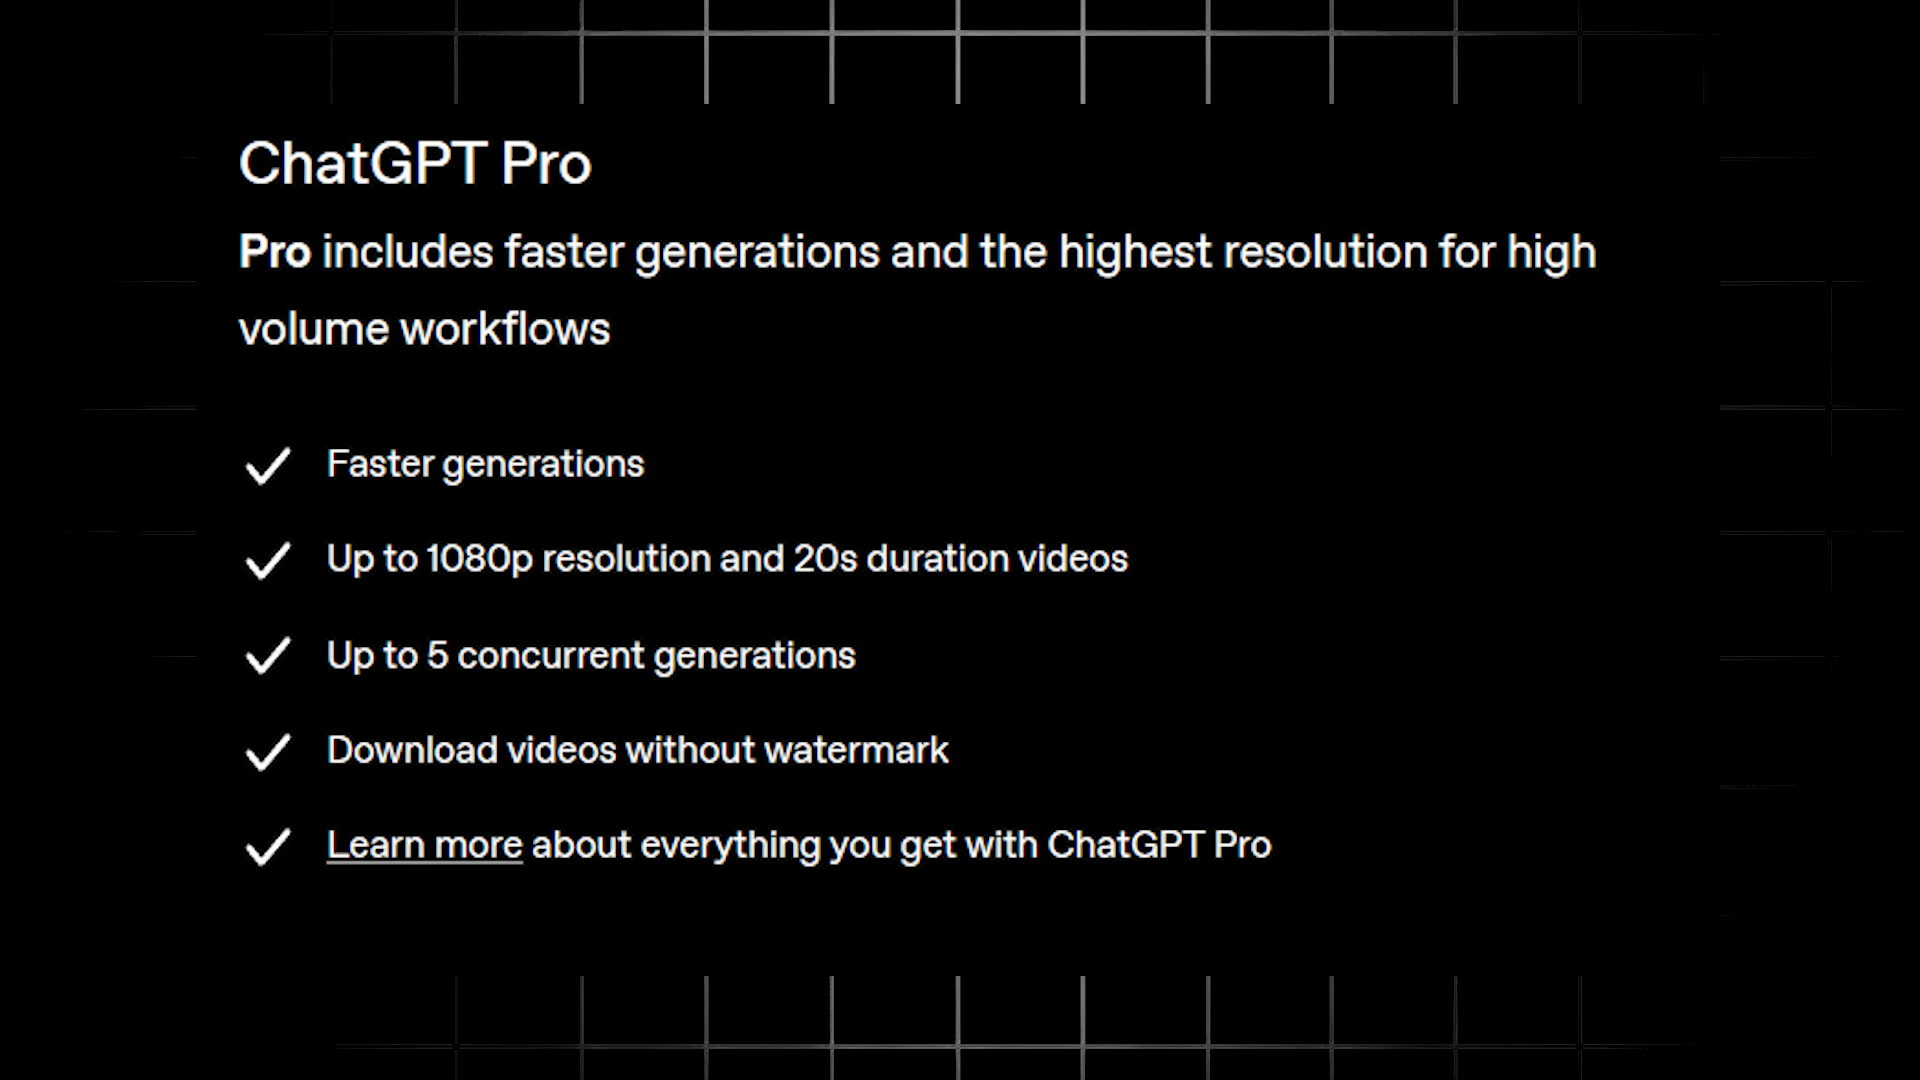 ChatGPT Pro
Pro includes faster generations and the highest resolution for high
volume workflows
Faster generations
Up to 1080p resolution and 20s duration videos
Up to 5 concurrent generations
Download videos without watermark
Learn more about everything you get with ChatGPT Pro